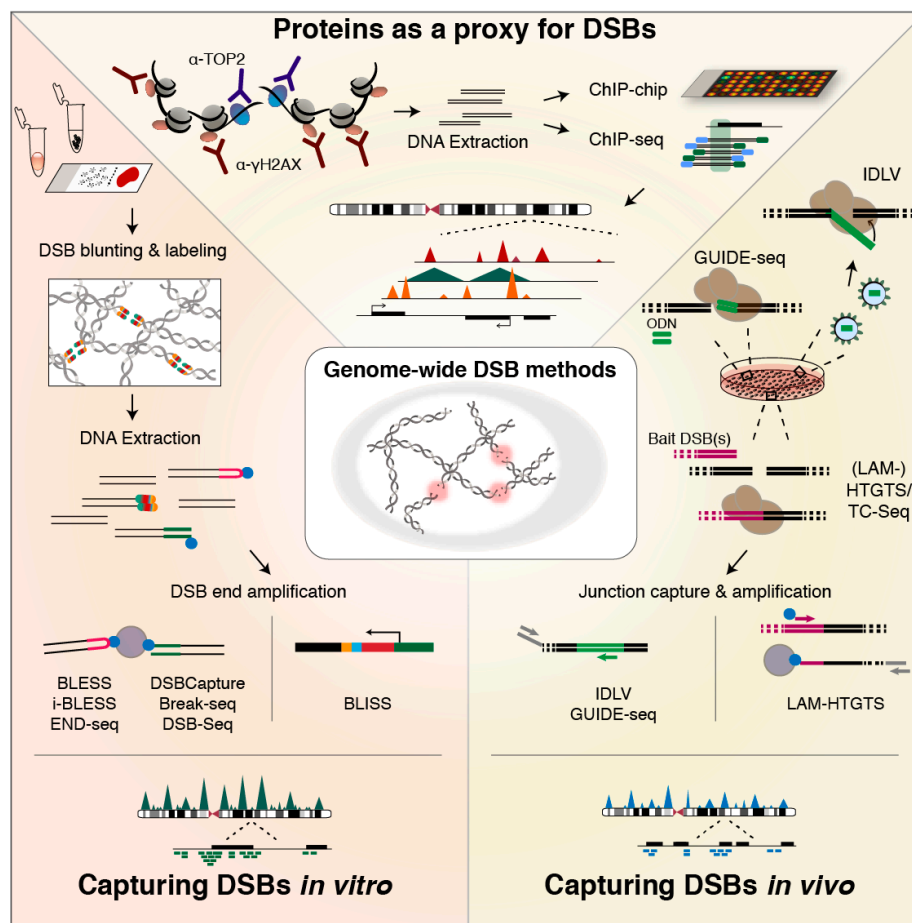 Proteins as a proxy for DSBs
α-TOP2
α-γH2AX
DNA Extraction
ChIP-chip
ChIP-seq
DSB blunting & labeling
DNA Extraction
DSB end amplification
BLESS
i-BLESS
END-seq
DSBCapture
Break-seq
DSB-Seq
BLISS
Capturing DSBs in vitro
Genome-wide DSB methods
IDLV
GUIDE-seq
ODN
Bait DSB(s)
(LAM-)
HTGTS/
TC-Seq
Junction capture & amplification
IDLV
GUIDE-seq
LAM-HTGTS
Capturing DSBs in vivo